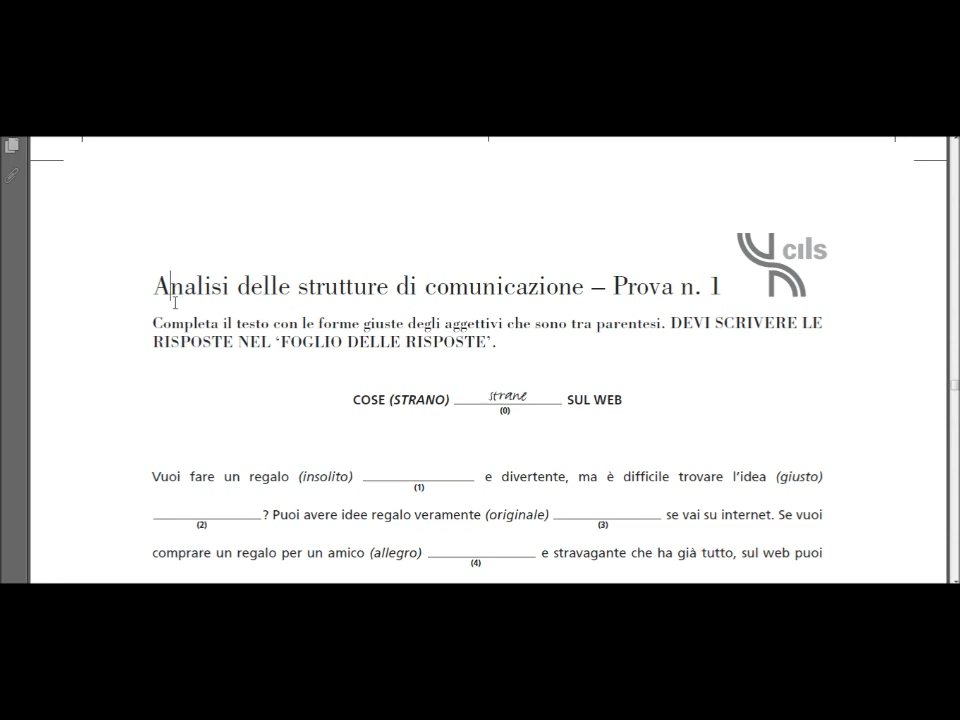 cils
Analisi delle strutture di comunicazione – Prova n. 1
Completa il testo con le forme giuste degli aggettivi che sono tra parentesi. DEVI SCRIVERE LE
RISPOSTE NEL ‘FOGLIO DELLE RISPOSTE’.
COSE (STRANO) strane SUL WEB
(0)
Vuoi fare un regalo (insolito) ____________ e divertente, ma è difficile trovare l’idea (giusto)
(1)
____________? Puoi avere idee regalo veramente (originale) ____________ se vai su internet. Se vuoi
(2) (3)
comprare un regalo per un amico (allegro) ____________ e stravagante che ha già tutto, sul web puoi
(4)